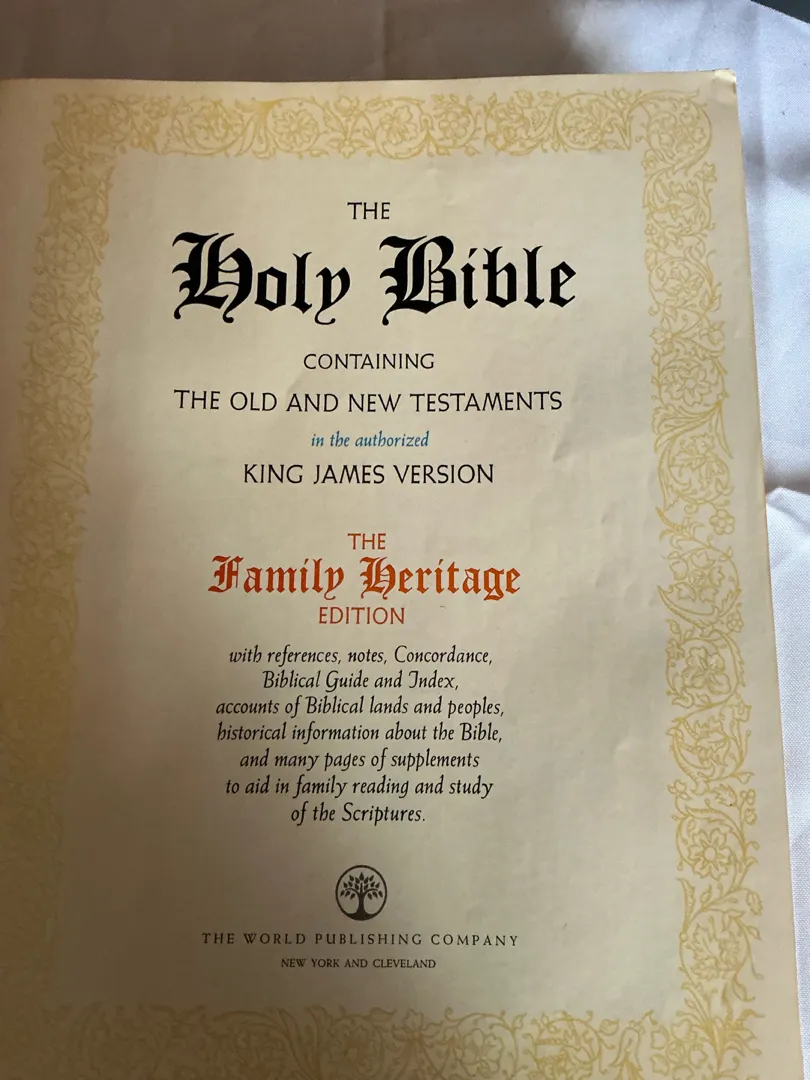 THE
Holy Bible
CONTAINING
THE OLD AND NEW TESTAMENTS
in the authorized
KING JAMES VERSION
THE
Family Heritage
EDITION
with references, notes, Concordance,
Biblical Guide and Index,
accounts of Biblical lands and peoples,
historical information about the Bible,
and many pages of supplements
to aid in family reading and study
of the Scriptures.
THE WORLD PUBLISHING COMPANY
NEW YORK AND CLEVELAND